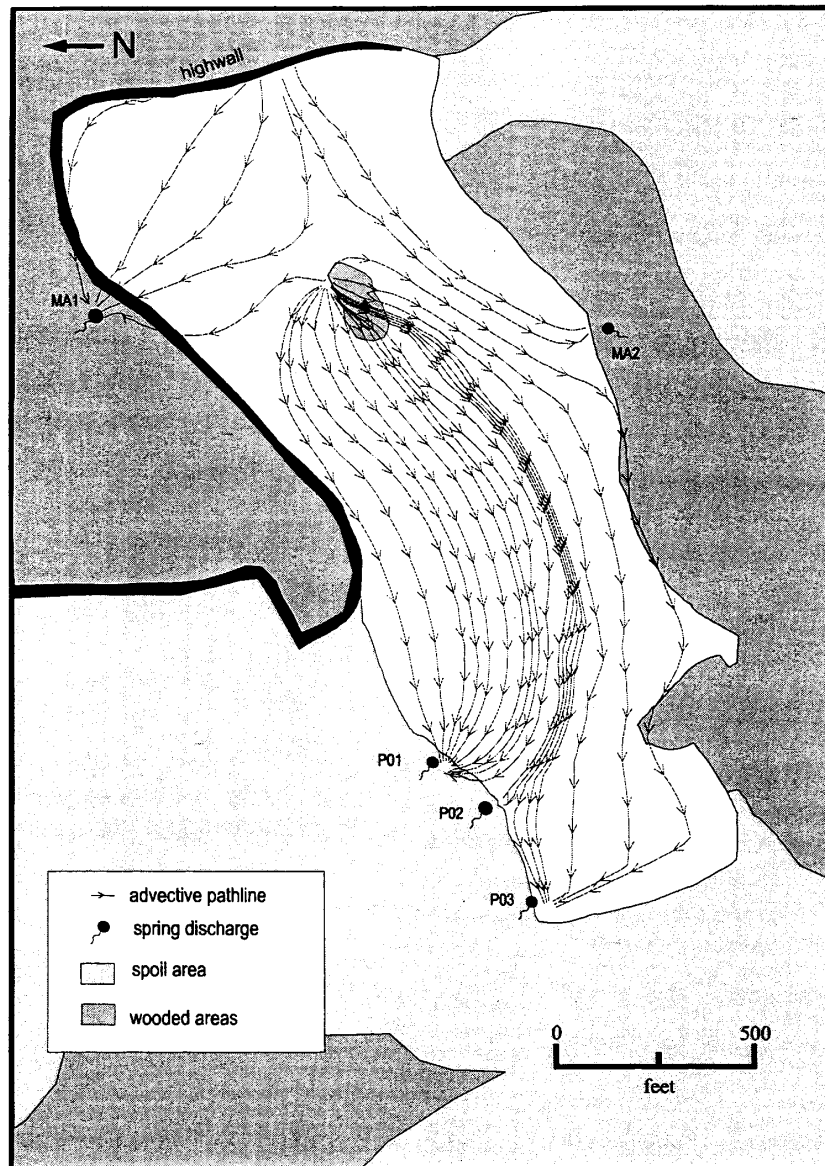 N
highwall
MA1
MA2
P01
P02
P03
advective pathline
spring discharge
spoil area
wooded areas
0 500
feet